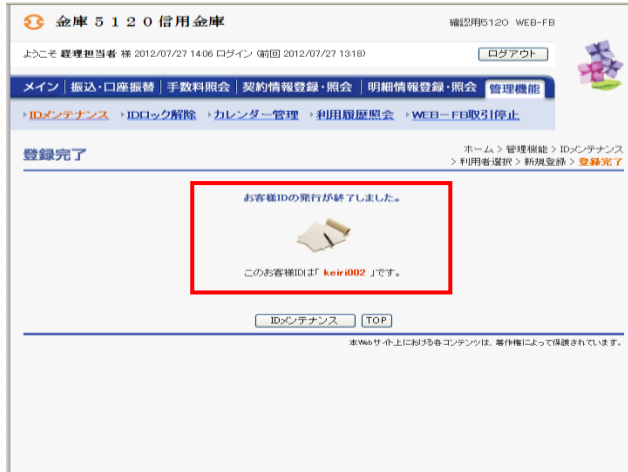 金庫５１２０信用金庫
確認用5120 WEB-FB
ようこそ 経理担当者 様 2012/07/27 14:06 ログイン (前回 2012/07/27 13:18)
ログアウト
メイン 振込・口座振替 手数料照会 契約情報登録・照会 明細情報登録・照会 管理機能
IDメンテナンス IDロック解除 カレンダー管理 利用履歴照会 WEB－FB取引停止
登録完了
ホーム > 管理機能 > IDメンテナンス
> 利用者選択 > 新規登録 > 登録完了
お客様IDの発行が終了しました。
このお客様IDは「 keiri002 」です。
IDメンテナンス TOP
本Webサイト上における各コンテンツは、著作権によって保護されています。